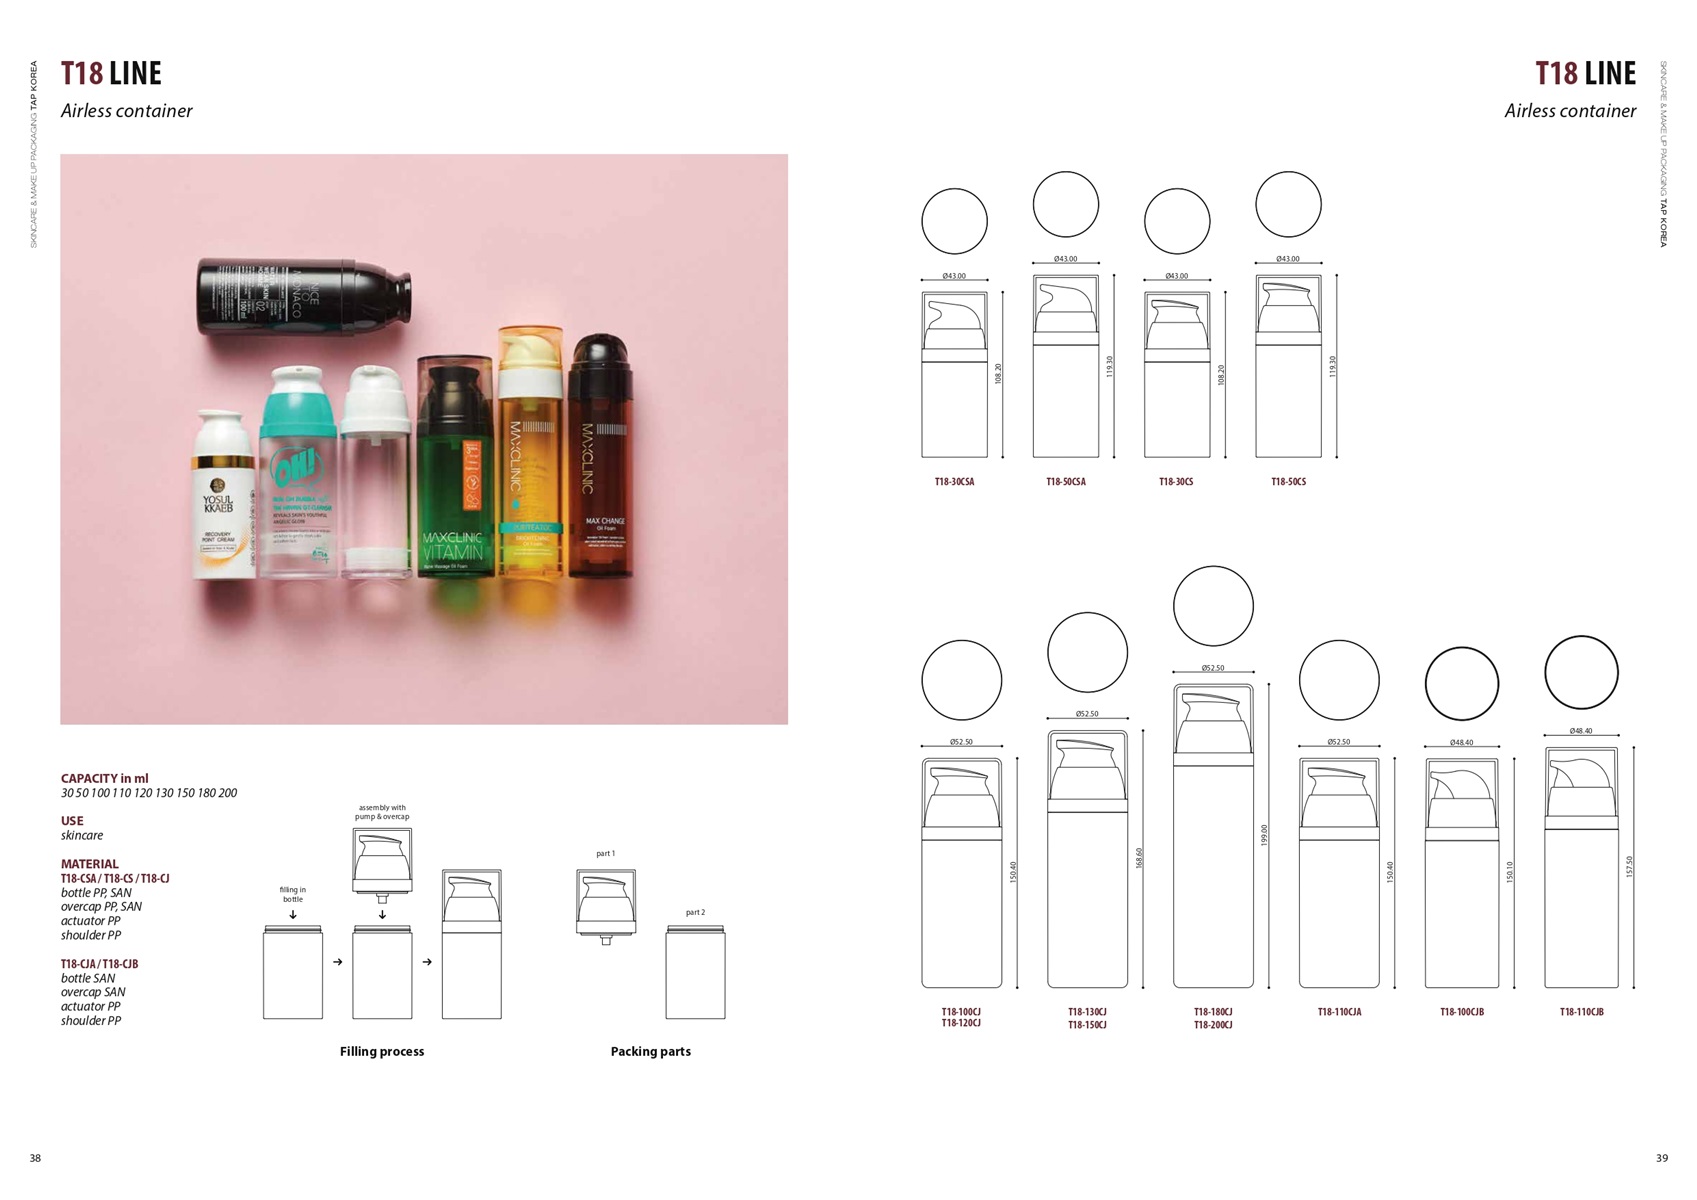 SKINCARE & MAKE UP PACKAGING TAP KOREA
T18 LINE
Airless container
NICE
TO
MONACO
02
100ml
YOSUL
KKAEB
RECOVERY
POINT CREAM
OH!
MAXCLINIC
VITAMIN
MAXCLINIC
MAXCLINIC
MAX CHANGE
Oil Foam
CAPACITY in ml
30 50 100 110 120 130 150 180 200
USE
skincare
MATERIAL
T18-CSA / T18-CS / T18-CJ
bottle PP, SAN
overcap PP, SAN
actuator PP
shoulder PP
T18-CJA / T18-CJB
bottle SAN
overcap SAN
actuator PP
shoulder PP
filling in
bottle
assembly with
pump & overcap
Filling process
part 1
part 2
Packing parts
38
T18 LINE
Airless container
SKINCARE & MAKE UP PACKAGING TAP KOREA
Ø43.00
108.20
T18-30CSA
Ø43.00
119.30
T18-50CSA
Ø43.00
108.20
T18-30CS
Ø43.00
119.30
T18-50CS
Ø52.50
150.40
T18-100CJ
T18-120CJ
Ø52.50
168.60
T18-130CJ
T18-150CJ
Ø52.50
199.00
T18-180CJ
T18-200CJ
Ø52.50
150.40
T18-110CJA
Ø48.40
150.10
T18-100CJB
Ø48.40
157.50
T18-110CJB
39